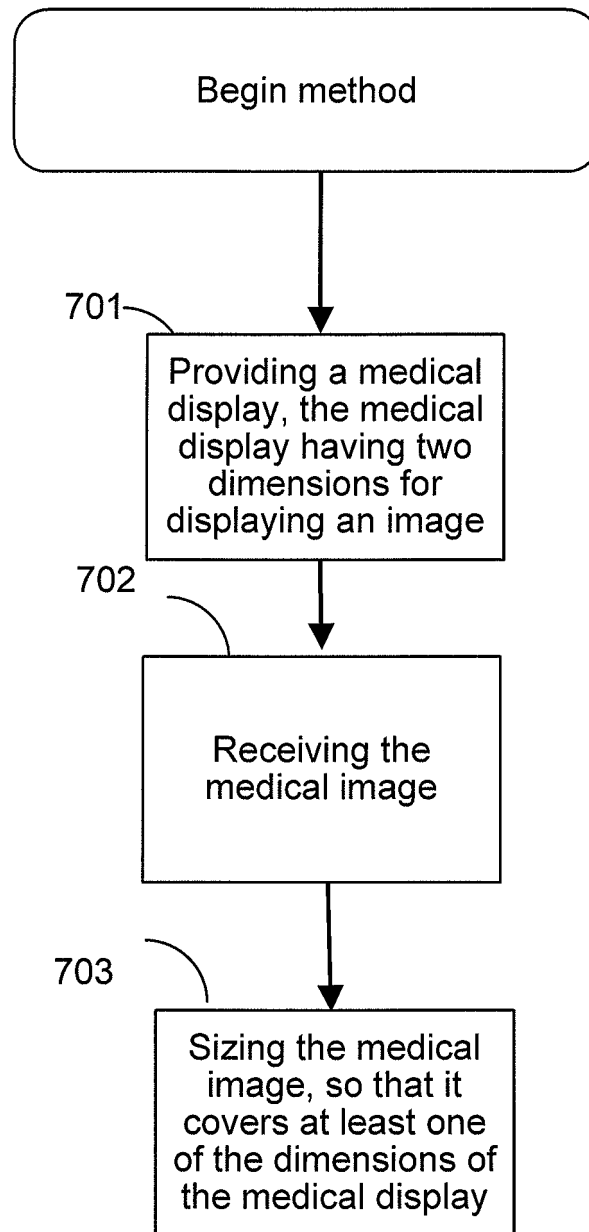 Begin method
701
Providing a medical
display, the medical
display having two
dimensions for
displaying an image
702
Receiving the
medical image
703
Sizing the medical
image, so that it
covers at least one
of the dimensions of
the medical display